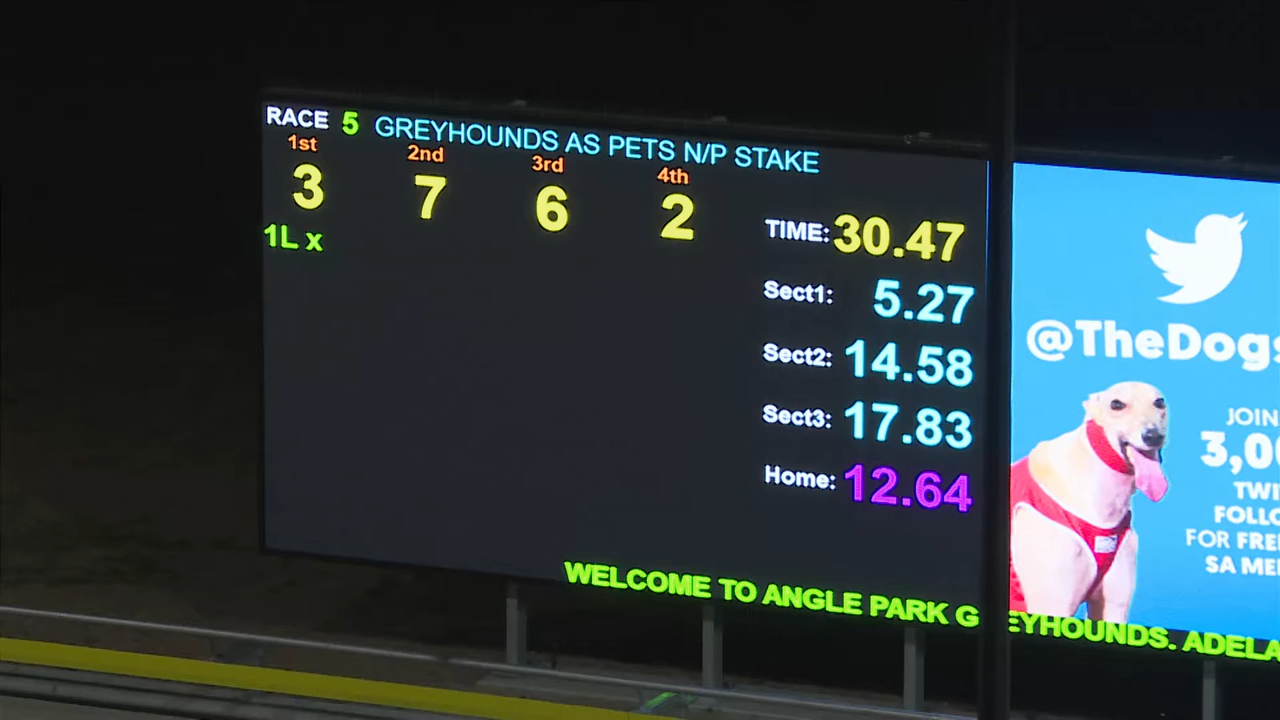 RACE 5 GREYHOUNDS AS PETS N/P STAKE
1st 2nd 3rd 4th
3 7 6 2
1L x
TIME: 30.47
Sect1: 5.27
Sect2: 14.58
Sect3: 17.83
Home: 12.64
@TheDogs
JOIN
3,00
TWI
FOLLO
FOR FREE
SA ME
WELCOME TO ANGLE PARK G EYHOUNDS. ADELA